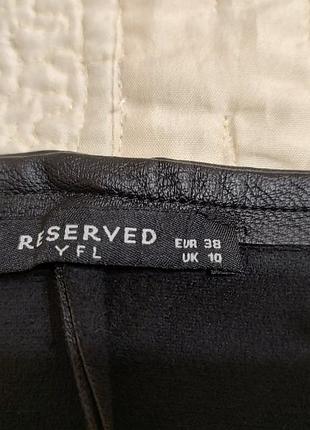 RESERVED
YFL
EUR 38
UK 10